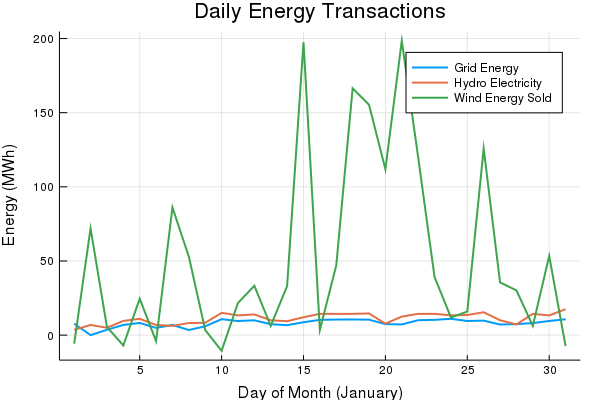 Daily Energy Transactions
Grid Energy
Hydro Electricity
Wind Energy Sold
Energy (MWh)
200
150
100
50
0
5
10
15
20
25
30
Day of Month (January)